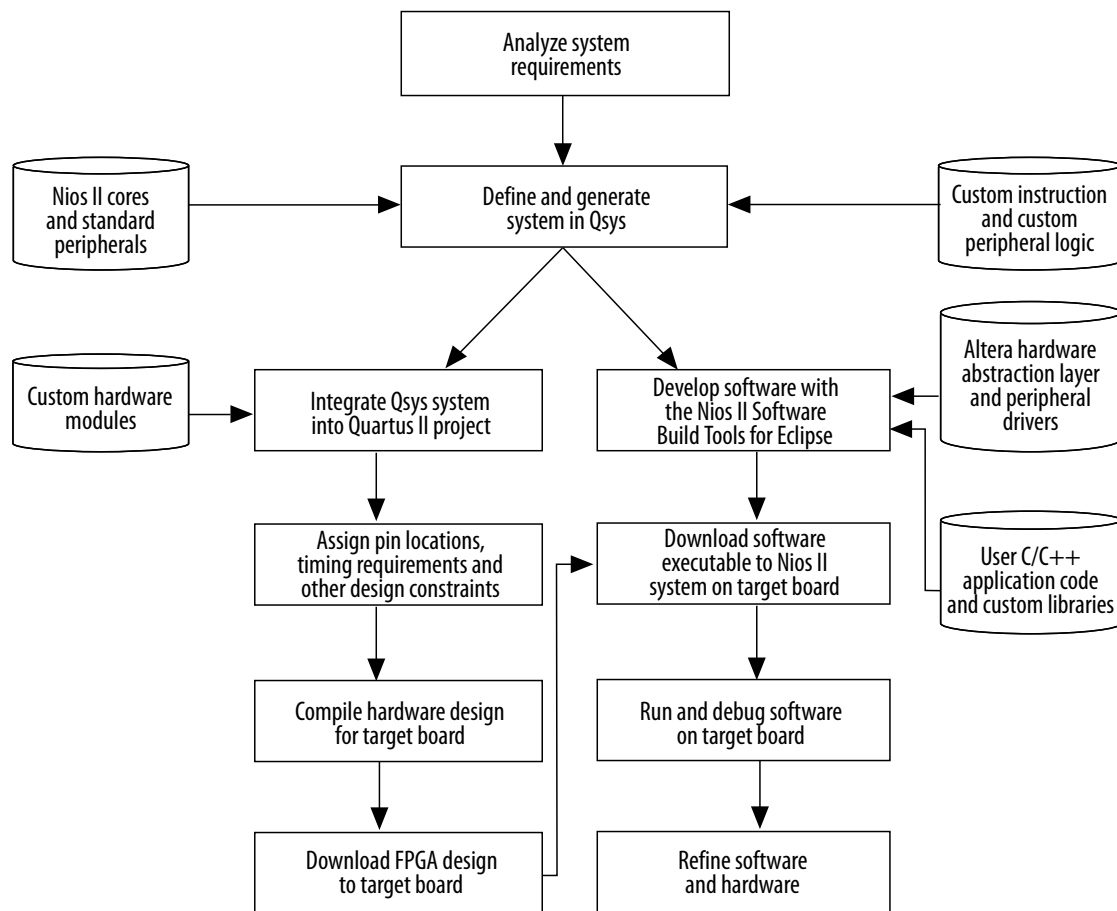 Analyze system
requirements
Nios II cores
and standard
peripherals
Define and generate
system in Qsys
Custom instruction
and custom
peripheral logic
Custom hardware
modules
Integrate Qsys system
into Quartus II project
Develop software with
the Nios II Software
Build Tools for Eclipse
Altera hardware
abstraction layer
and peripheral
drivers
Assign pin locations,
timing requirements and
other design constraints
Download software
executable to Nios II
system on target board
User C/C++
application code
and custom libraries
Compile hardware design
for target board
Run and debug software
on target board
Download FPGA design
to target board
Refine software
and hardware